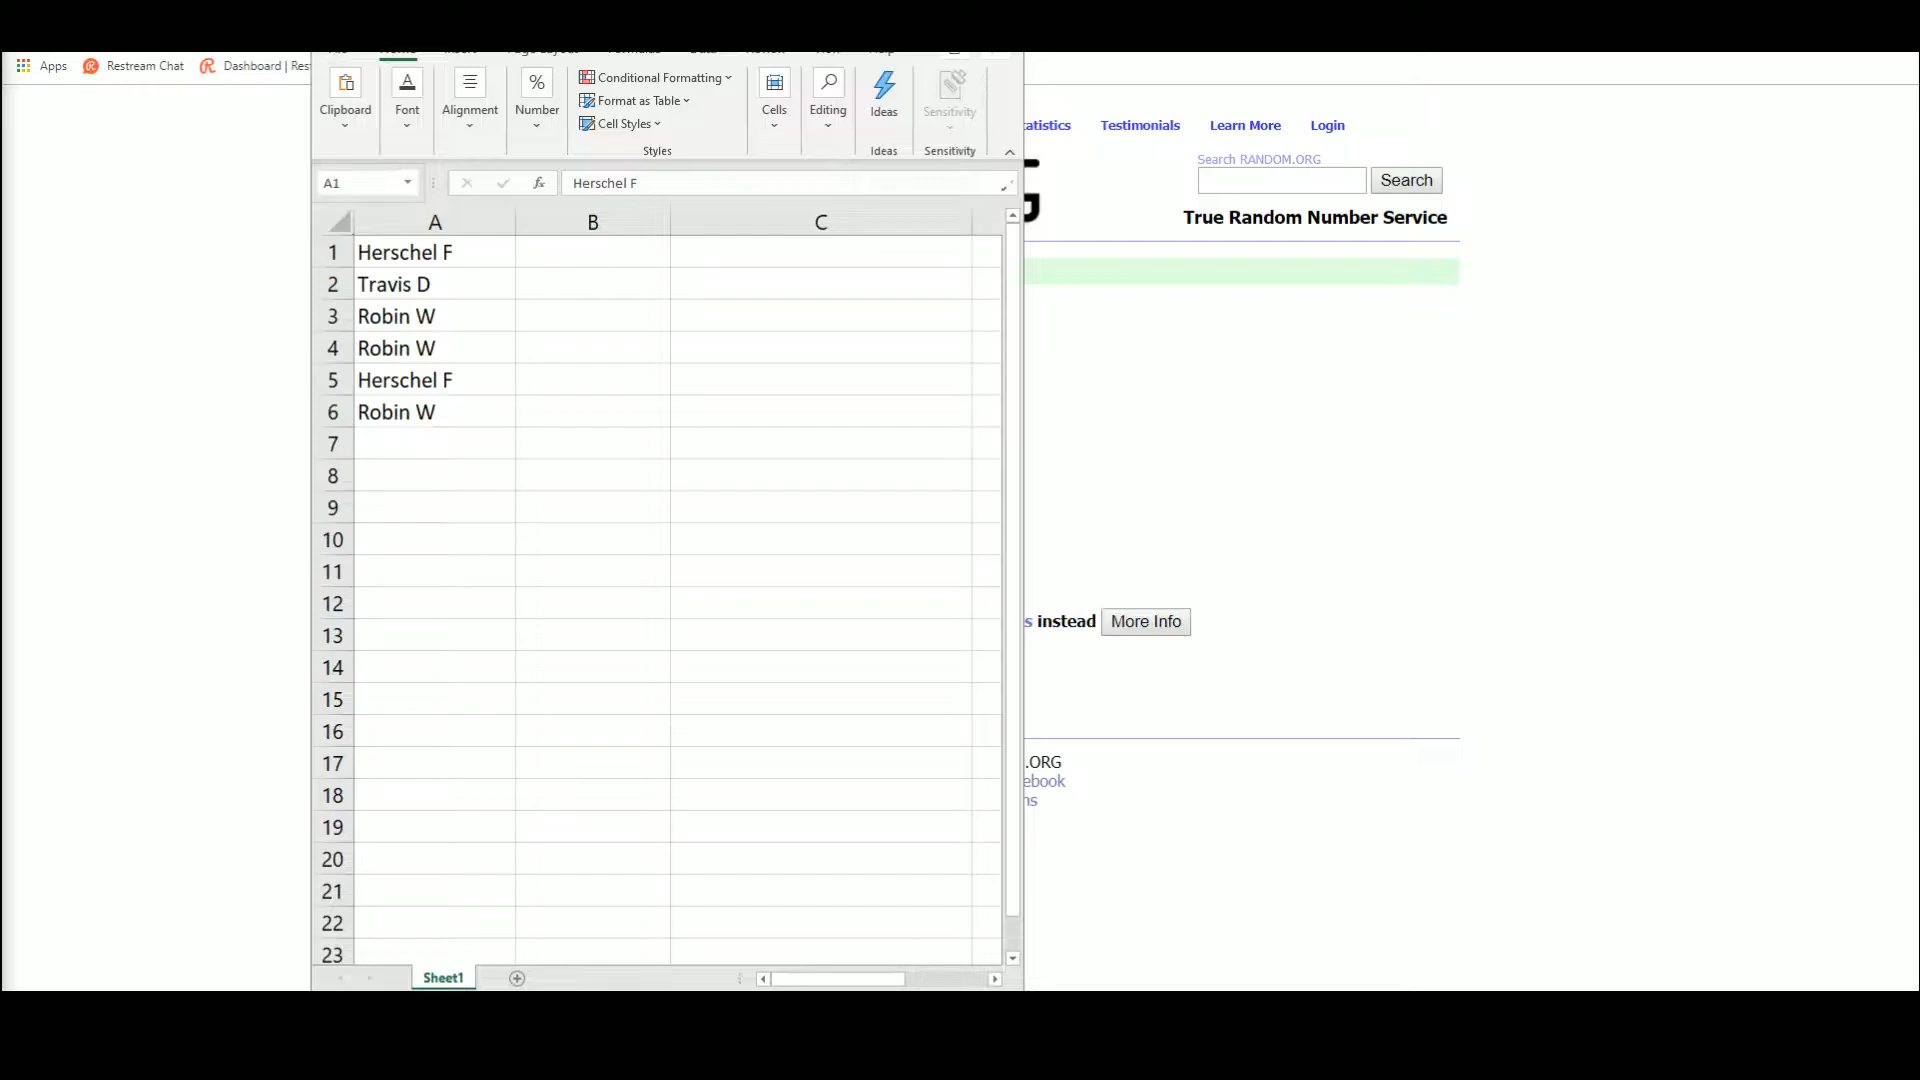 Apps Restream Chat Dashboard | Res
Clipboard
Font
Alignment
%
Number
Conditional Formatting
Format as Table
Cell Styles
Styles
Cells
Editing
Ideas
Ideas
Sensitivity
Sensitivity
A1
fx
Herschel F
A B C
1 Herschel F
2 Travis D
3 Robin W
4 Robin W
5 Herschel F
6 Robin W
7
8
9
10
11
12
13
14
15
16
17
18
19
20
21
22
23
Sheet1
atistics Testimonials Learn More Login
Search RANDOM.ORG
Search
True Random Number Service
s instead More Info
.ORG
ebook
ns